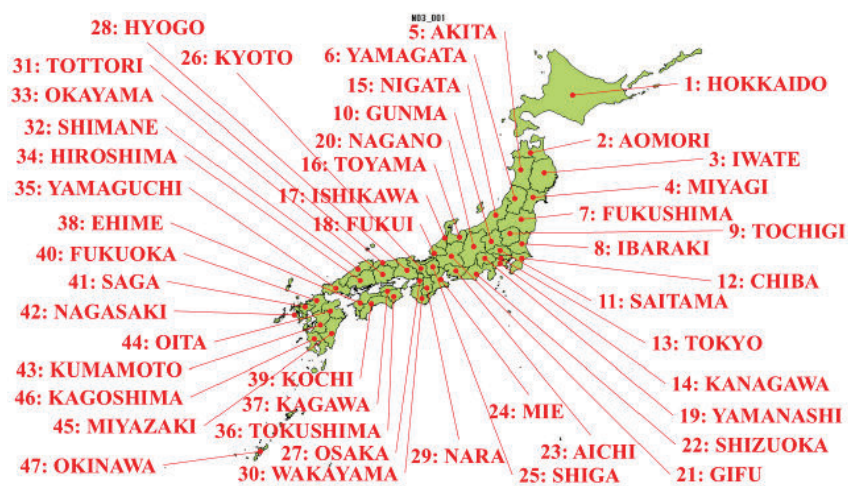 N03_001
5: AKITA
28: HYOGO
6: YAMAGATA
26: KYOTO
31: TOTTORI
15: NIGATA
1: HOKKAIDO
33: OKAYAMA
10: GUNMA
32: SHIMANE
20: NAGANO
2: AOMORI
34: HIROSHIMA
16: TOYAMA
3: IWATE
35: YAMAGUCHI
17: ISHIKAWA
4: MIYAGI
38: EHIME
18: FUKUI
7: FUKUSHIMA
9: TOCHIGI
40: FUKUOKA
8: IBARAKI
41: SAGA
12: CHIBA
42: NAGASAKI
11: SAITAMA
44: OITA
13: TOKYO
43: KUMAMOTO
39: KOCHI
14: KANAGAWA
46: KAGOSHIMA
37: KAGAWA
24: MIE
19: YAMANASHI
45: MIYAZAKI
36: TOKUSHIMA
23: AICHI
22: SHIZUOKA
27: OSAKA
29: NARA
47: OKINAWA
30: WAKAYAMA
25: SHIGA
21: GIFU